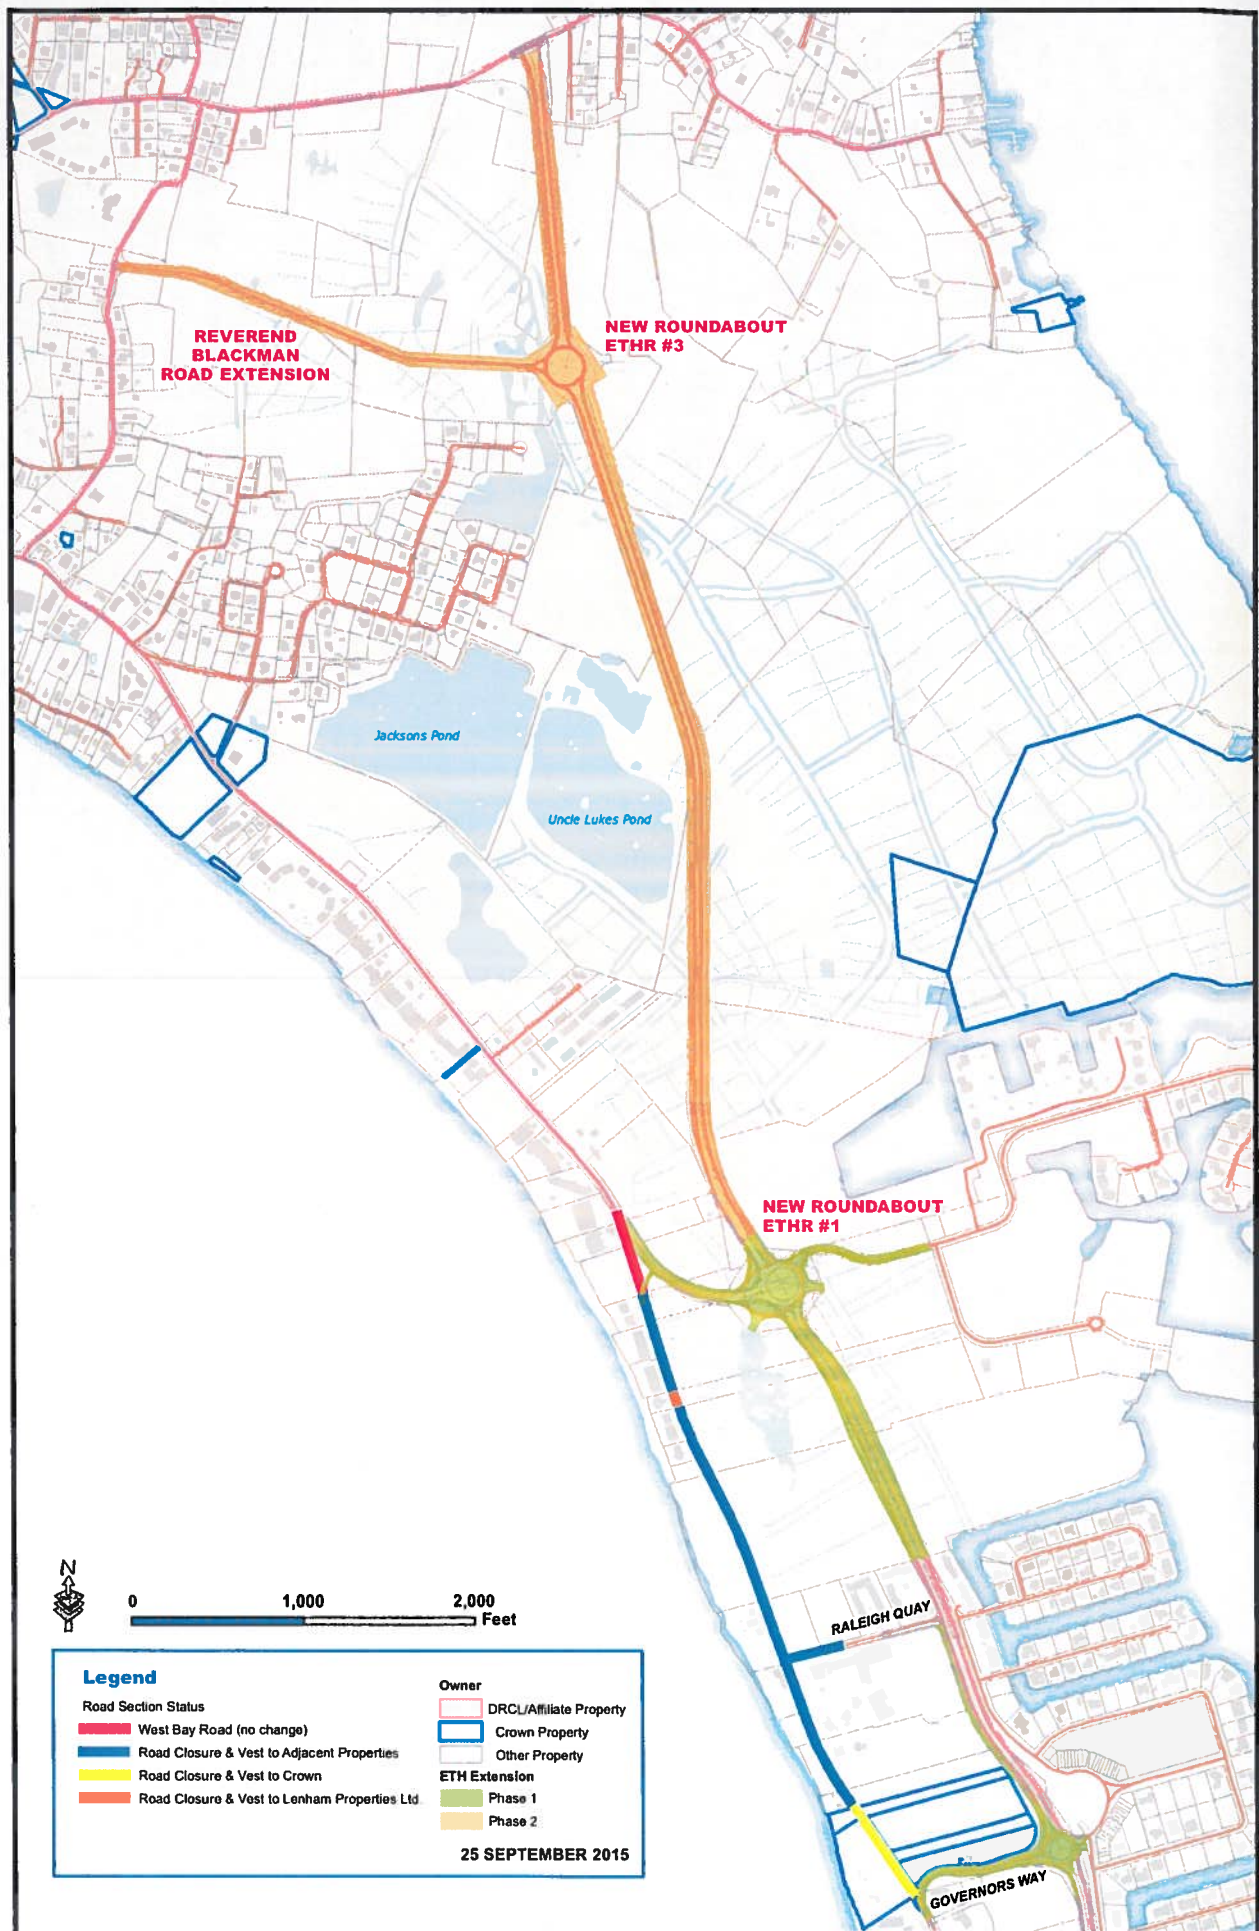 REVEREND
BLACKMAN
ROAD EXTENSION
NEW ROUNDABOUT
ETHR #3
Jacksons Pond
Uncle Lukes Pond
NEW ROUNDABOUT
ETHR #1
N
0 1,000 2,000
Feet
RALEIGH QUAY
GOVERNORS WAY
Legend
Road Section Status
West Bay Road (no change)
Road Closure & Vest to Adjacent Properties
Road Closure & Vest to Crown
Road Closure & Vest to Lenham Properties Ltd
Owner
DRCL/Affiliate Property
Crown Property
Other Property
ETH Extension
Phase 1
Phase 2
25 SEPTEMBER 2015